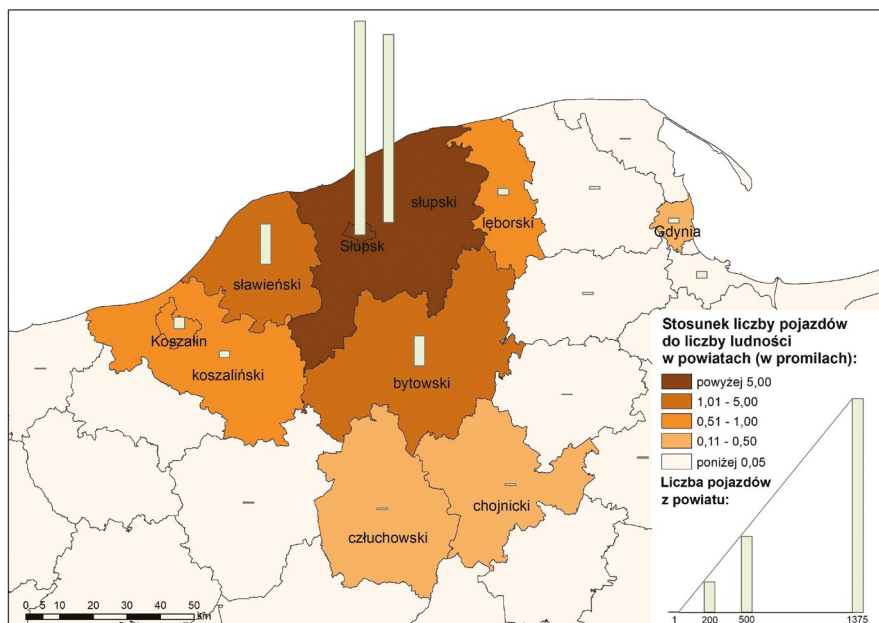 słupski
lęborski
Słupsk
Gdynia
sławieński
Koszalin
koszaliński
bytowski
chojnicki
człuchowski
Stosunek liczby pojazdów
do liczby ludności
w powiatach (w promilach):
powyżej 5,00
1,01 - 5,00
0,51 - 1,00
0,11 - 0,50
poniżej 0,05
Liczba pojazdów
z powiatu:
1 200 500 1375
0 5 10 20 30 40 50
km